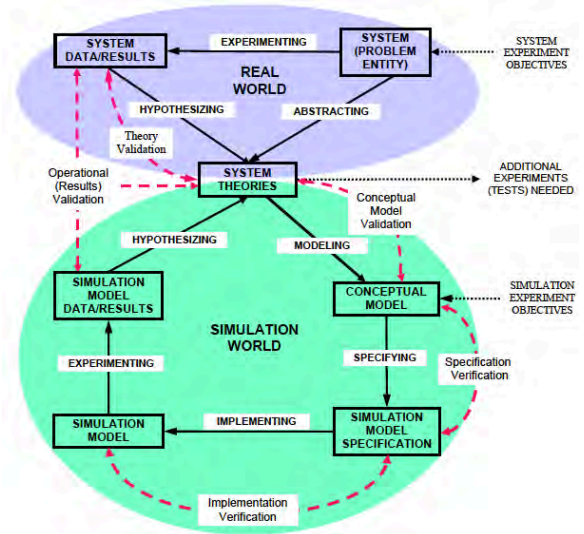 SYSTEM
DATA/RESULTS
EXPERIMENTING
SYSTEM
(PROBLEM
ENTITY)
SYSTEM
EXPERIMENT
OBJECTIVES
REAL
WORLD
HYPOTHESIZING
ABSTRACTING
Theory
Validation
Operational
(Results)
Validation
SYSTEM
THEORIES
ADDITIONAL
EXPERIMENTS
(TESTS) NEEDED
Conceptual
Model
Validation
HYPOTHESIZING
MODELING
SIMULATION
MODEL
DATA/RESULTS
CONCEPTUAL
MODEL
SIMULATION
EXPERIMENT
OBJECTIVES
SIMULATION
WORLD
SPECIFYING
EXPERIMENTING
Specification
Verification
SIMULATION
MODEL
IMPLEMENTING
SIMULATION
MODEL
SPECIFICATION
Implementation
Verification